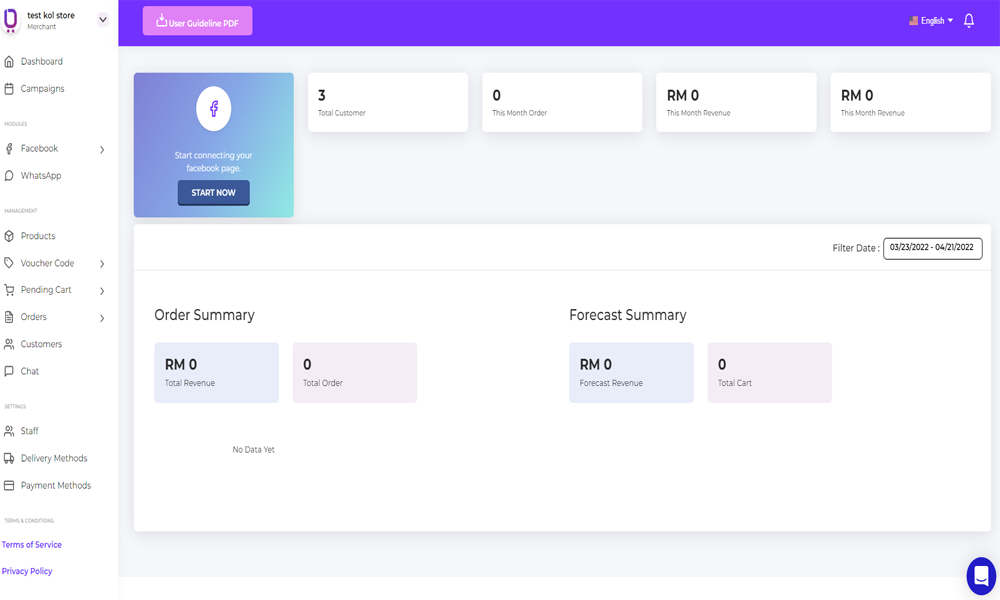 test kol store
Merchant
User Guideline PDF
English
Dashboard
Campaigns
MODULES
Facebook
WhatsApp
MANAGEMENT
Products
Voucher Code
Pending Cart
Orders
Customers
Chat
SETTINGS
Staff
Delivery Methods
Payment Methods
TERMS & CONDITIONS
Terms of Service
Privacy Policy
Start connecting your
facebook page.
START NOW
3
Total Customer
0
This Month Order
RM 0
This Month Revenue
RM 0
This Month Revenue
Filter Date : 03/23/2022 - 04/21/2022
Order Summary
RM 0
Total Revenue
0
Total Order
No Data Yet
Forecast Summary
RM 0
Forecast Revenue
0
Total Cart